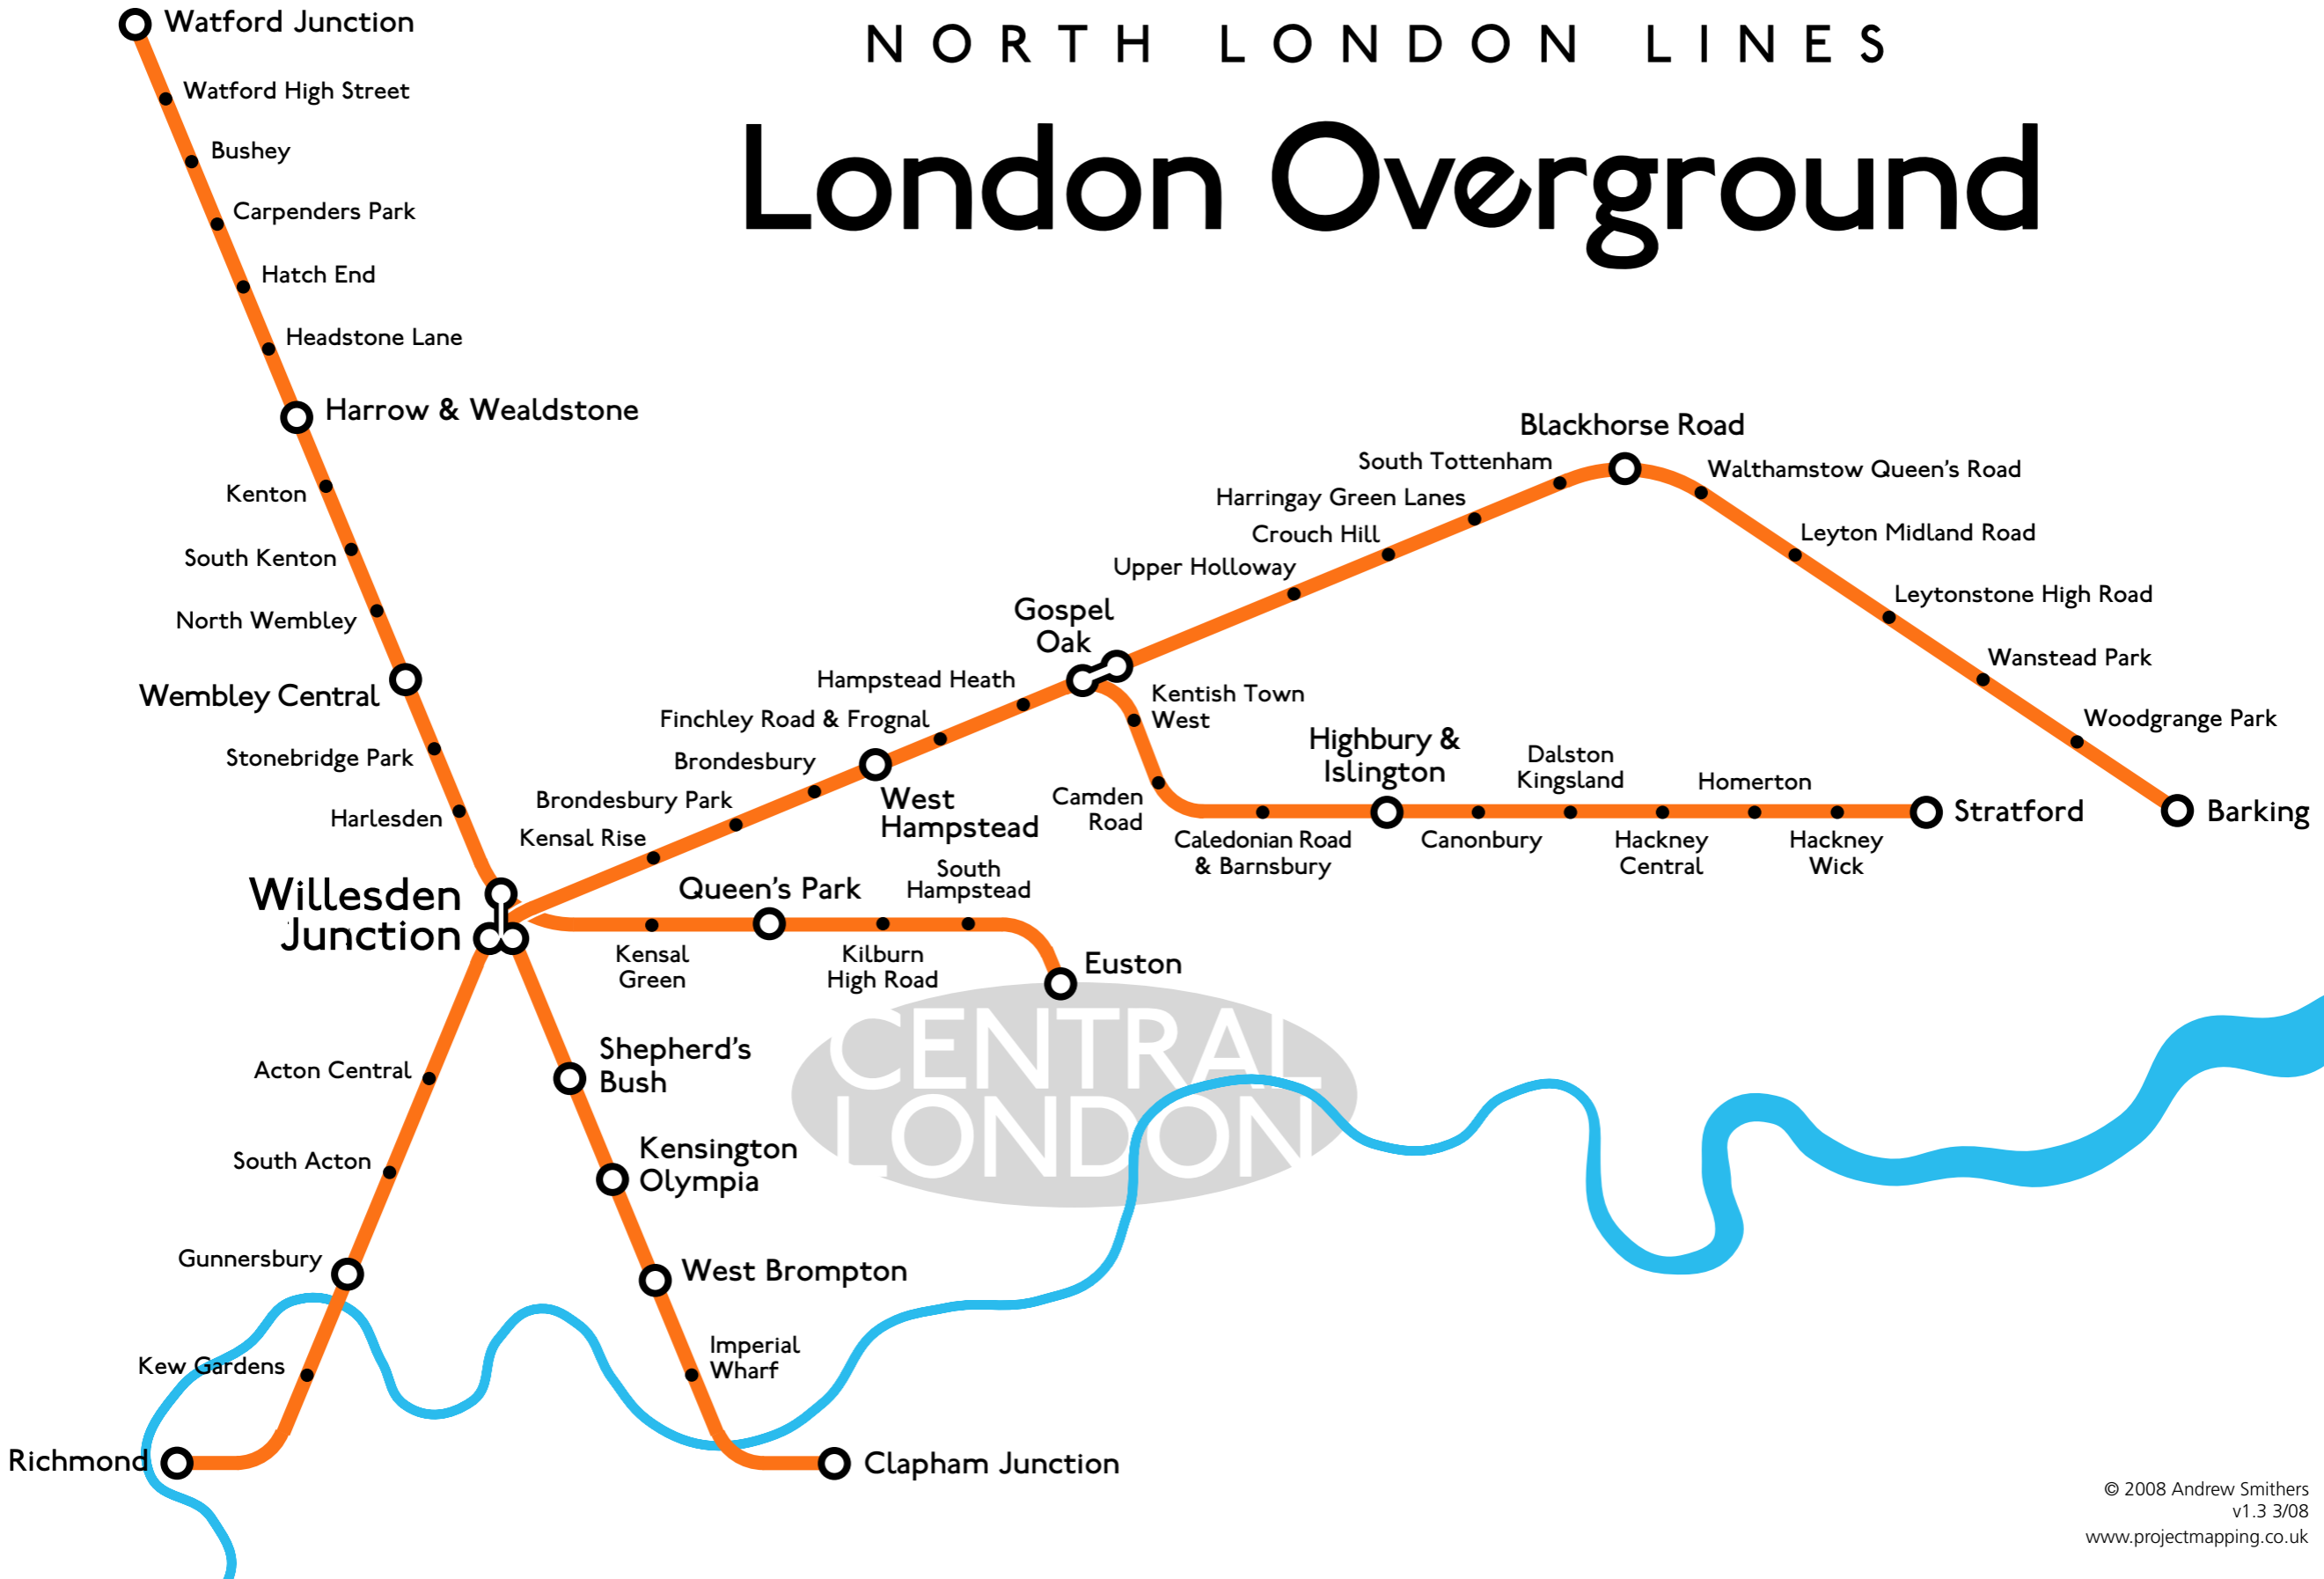 NORTH LONDON LINES
London Overground
Watford Junction
Watford High Street
Bushey
Carpenders Park
Hatch End
Headstone Lane
Harrow & Wealdstone
Kenton
South Kenton
North Wembley
Wembley Central
Stonebridge Park
Harlesden
Willesden
Junction
Blackhorse Road
South Tottenham
Harringay Green Lanes
Crouch Hill
Upper Holloway
Gospel
Oak
Hampstead Heath
Finchley Road & Frognal
Brondesbury
West
Hampstead
Brondesbury Park
Kensal Rise
Walthamstow Queen's Road
Leyton Midland Road
Leytonstone High Road
Wanstead Park
Woodgrange Park
Barking
Kentish Town
West
Camden
Road
Caledonian Road
& Barnsbury
Highbury &
Islington
Canonbury
Dalston
Kingsland
Hackney
Central
Homerton
Hackney
Wick
Stratford
Kensal
Green
Queen's Park
Kilburn
High Road
South
Hampstead
Euston
CENTRAL
LONDON
Acton Central
South Acton
Gunnersbury
Kew Gardens
Richmond
Shepherd's
Bush
Kensington
Olympia
West Brompton
Imperial
Wharf
Clapham Junction
© 2008 Andrew Smithers
v1.3 3/08
www.projectmapping.co.uk